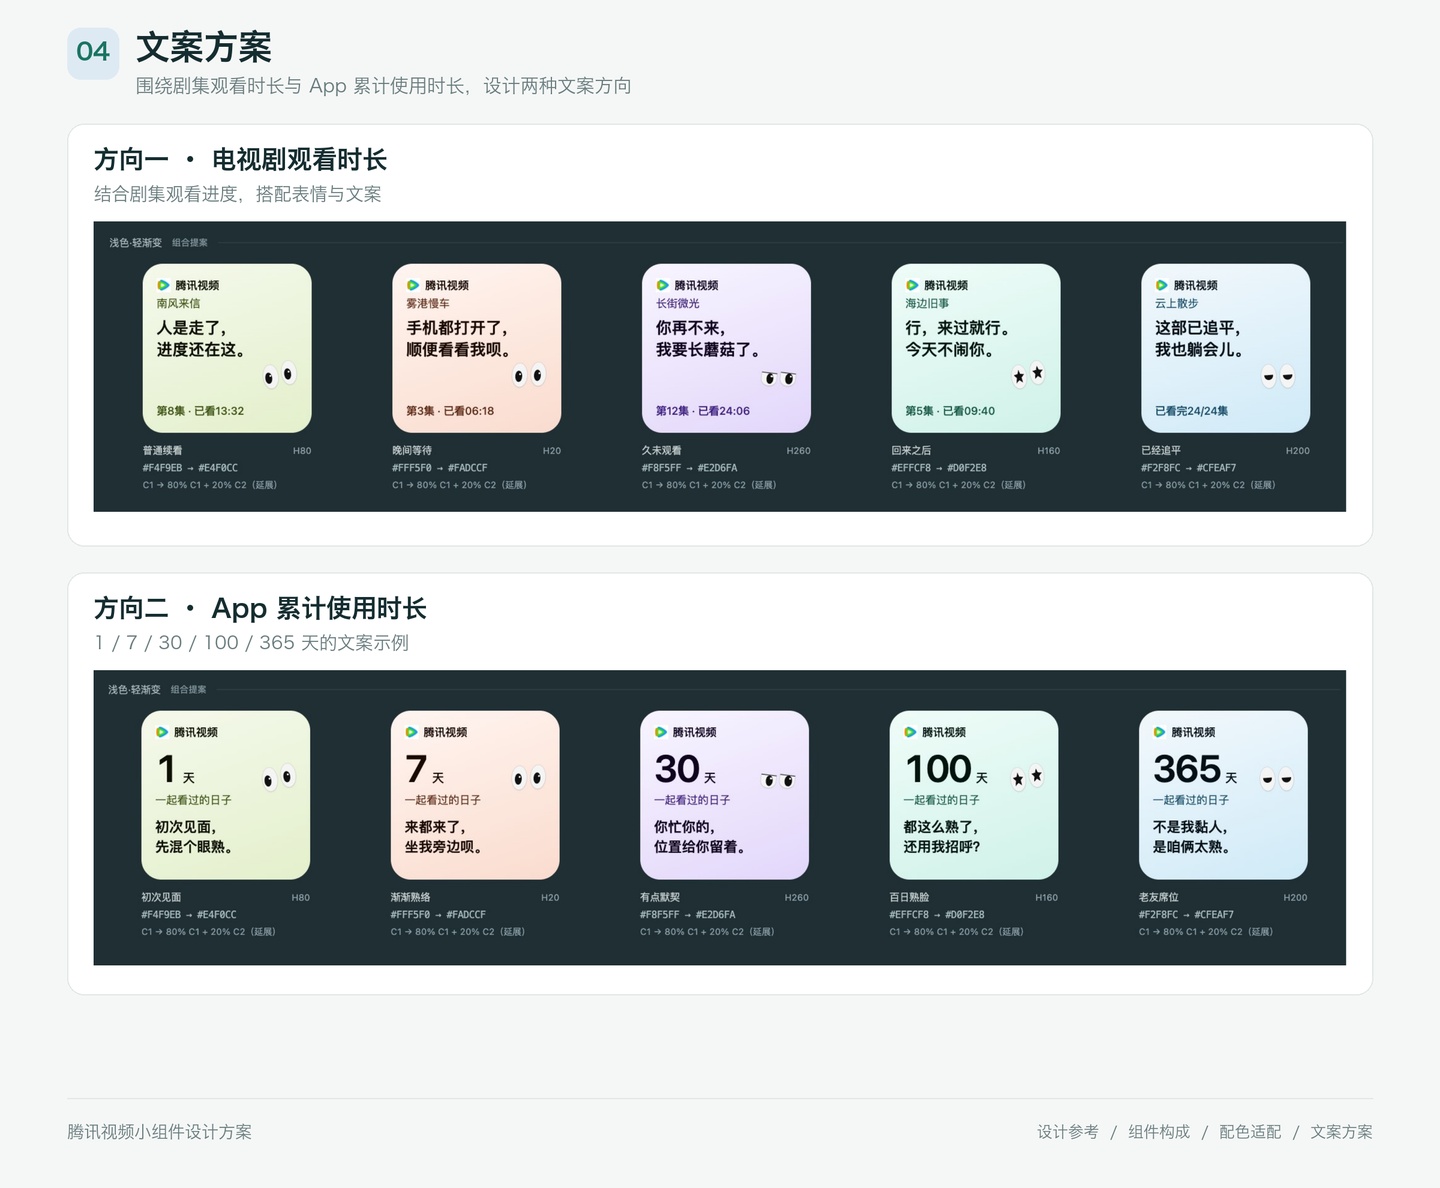 04
文案方案
围绕剧集观看时长与 App 累计使用时长，设计两种文案方向
方向一 · 电视剧观看时长
结合剧集观看进度，搭配表情与文案
浅色·轻渐变 组合提案
腾讯视频
南风来信
人是走了，
进度还在这。
第8集 · 已看13:32
普通续看 H80
#F4F9EB → #E4F0CC
C1 → 80% C1 + 20% C2（延展）
腾讯视频
雾港慢车
手机都打开了，
顺便看看我呗。
第3集 · 已看06:18
晚间等待 H20
#FFF5F0 → #FADCCF
C1 → 80% C1 + 20% C2（延展）
腾讯视频
长街微光
你再不来，
我要长蘑菇了。
第12集 · 已看24:06
久未观看 H260
#F8F5FF → #E2D6FA
C1 → 80% C1 + 20% C2（延展）
腾讯视频
海边旧事
行，来过就行。
今天不闹你。
第5集 · 已看09:40
回来之后 H160
#EFFCF8 → #D0F2E8
C1 → 80% C1 + 20% C2（延展）
腾讯视频
云上散步
这部已追平，
我也躺会儿。
已看完24/24集
已经追平 H200
#F2F8FC → #CFEAF7
C1 → 80% C1 + 20% C2（延展）
方向二 · App 累计使用时长
1 / 7 / 30 / 100 / 365 天的文案示例
浅色·轻渐变 组合提案
腾讯视频
1 天
一起看过的日子
初次见面，
先混个眼熟。
初次见面 H80
#F4F9EB → #E4F0CC
C1 → 80% C1 + 20% C2（延展）
腾讯视频
7 天
一起看过的日子
来都来了，
坐我旁边呗。
渐渐熟络 H20
#FFF5F0 → #FADCCF
C1 → 80% C1 + 20% C2（延展）
腾讯视频
30 天
一起看过的日子
你忙你的，
位置给你留着。
有点默契 H260
#F8F5FF → #E2D6FA
C1 → 80% C1 + 20% C2（延展）
腾讯视频
100 天
一起看过的日子
都这么熟了，
还用我招呼？
百日熟脸 H160
#EFFCF8 → #D0F2E8
C1 → 80% C1 + 20% C2（延展）
腾讯视频
365 天
一起看过的日子
不是我黏人，
是咱俩太熟。
老友席位 H200
#F2F8FC → #CFEAF7
C1 → 80% C1 + 20% C2（延展）
腾讯视频小组件设计方案
设计参考 / 组件构成 / 配色适配 / 文案方案